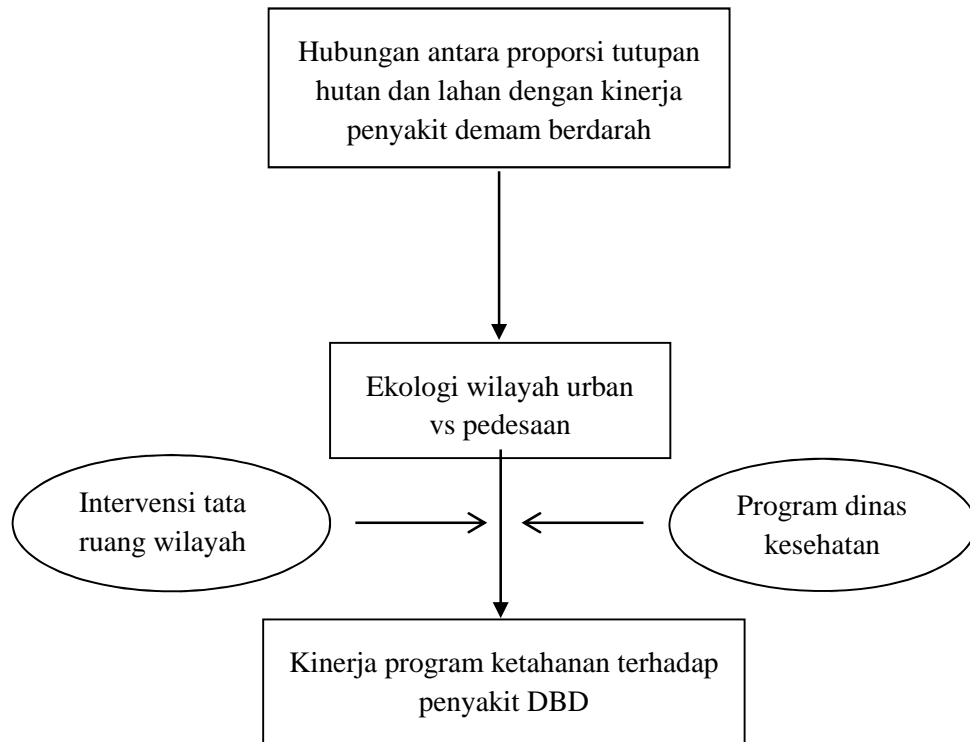 Hubungan antara proporsi tutupan
hutan dan lahan dengan kinerja
penyakit demam berdarah
Ekologi wilayah urban
vs pedesaan
Intervensi tata
ruang wilayah
Program dinas
kesehatan
Kinerja program ketahanan terhadap
penyakit DBD